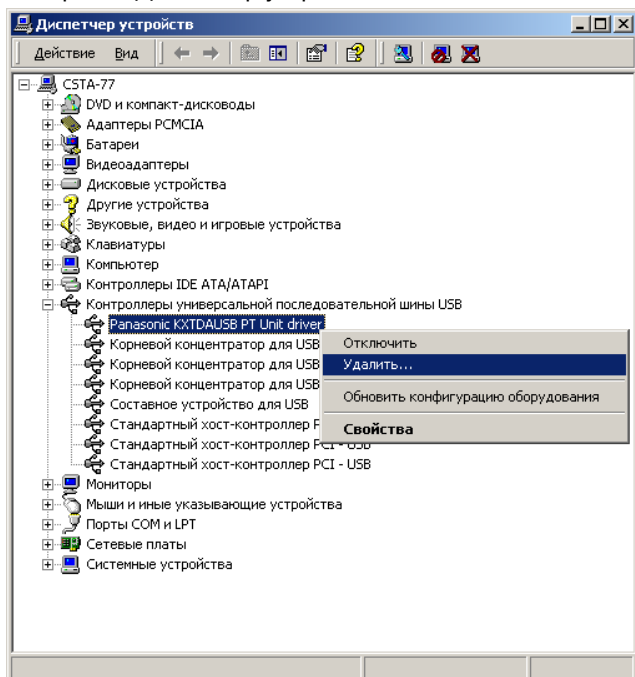 Диспетчер устройств
Действие Вид
CSTA-77
DVD и компакт-дисководы
Адаптеры PCMCIA
Батареи
Видеоадаптеры
Дисковые устройства
Другие устройства
Звуковые, видео и игровые устройства
Клавиатуры
Компьютер
Контроллеры IDE ATA/ATAPI
Контроллеры универсальной последовательной шины USB
Panasonic KXTDAUSB PT Unit driver
Корневой концентратор для USB
Корневой концентратор для USB
Корневой концентратор для USB
Составное устройство для USB
Стандартный хост-контроллер P
Стандартный хост-контроллер PCI - USB
Стандартный хост-контроллер PCI - USB
Отключить
Удалить...
Обновить конфигурацию оборудования
Свойства
Мониторы
Мыши и иные указывающие устройства
Порты COM и LPT
Сетевые платы
Системные устройства